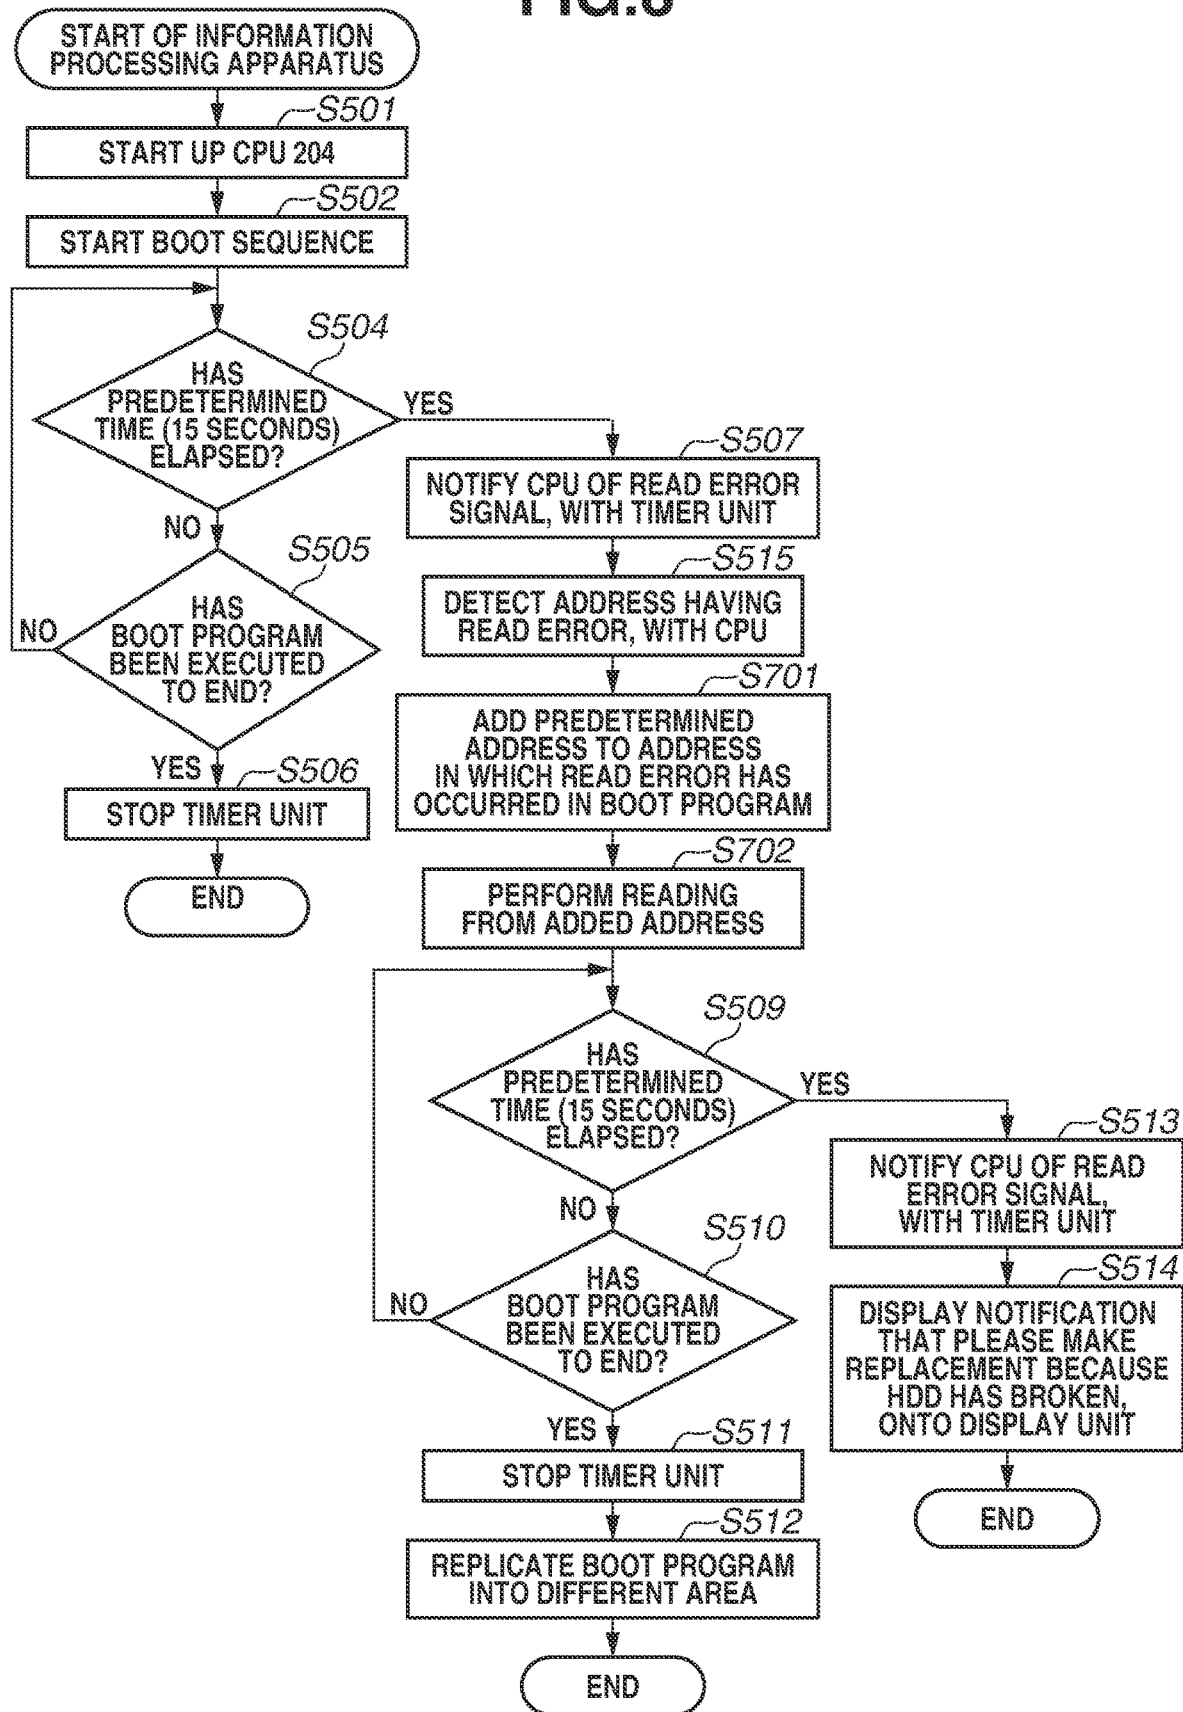 START OF INFORMATION
PROCESSING APPARATUS
S501
START UP CPU 204
S502
START BOOT SEQUENCE
S504
HAS
PREDETERMINED
TIME (15 SECONDS)
ELAPSED?
YES
NO
S505
HAS
BOOT PROGRAM
BEEN EXECUTED
TO END?
NO
YES
S506
STOP TIMER UNIT
END
S507
NOTIFY CPU OF READ ERROR
SIGNAL, WITH TIMER UNIT
S515
DETECT ADDRESS HAVING
READ ERROR, WITH CPU
S701
ADD PREDETERMINED
ADDRESS TO ADDRESS
IN WHICH READ ERROR HAS
OCCURRED IN BOOT PROGRAM
S702
PERFORM READING
FROM ADDED ADDRESS
S509
HAS
PREDETERMINED
TIME (15 SECONDS)
ELAPSED?
YES
NO
S510
HAS
BOOT PROGRAM
BEEN EXECUTED
TO END?
NO
YES
S511
STOP TIMER UNIT
S512
REPLICATE BOOT PROGRAM
INTO DIFFERENT AREA
END
S513
NOTIFY CPU OF READ
ERROR SIGNAL,
WITH TIMER UNIT
S514
DISPLAY NOTIFICATION
THAT PLEASE MAKE
REPLACEMENT BECAUSE
HDD HAS BROKEN,
ONTO DISPLAY UNIT
END